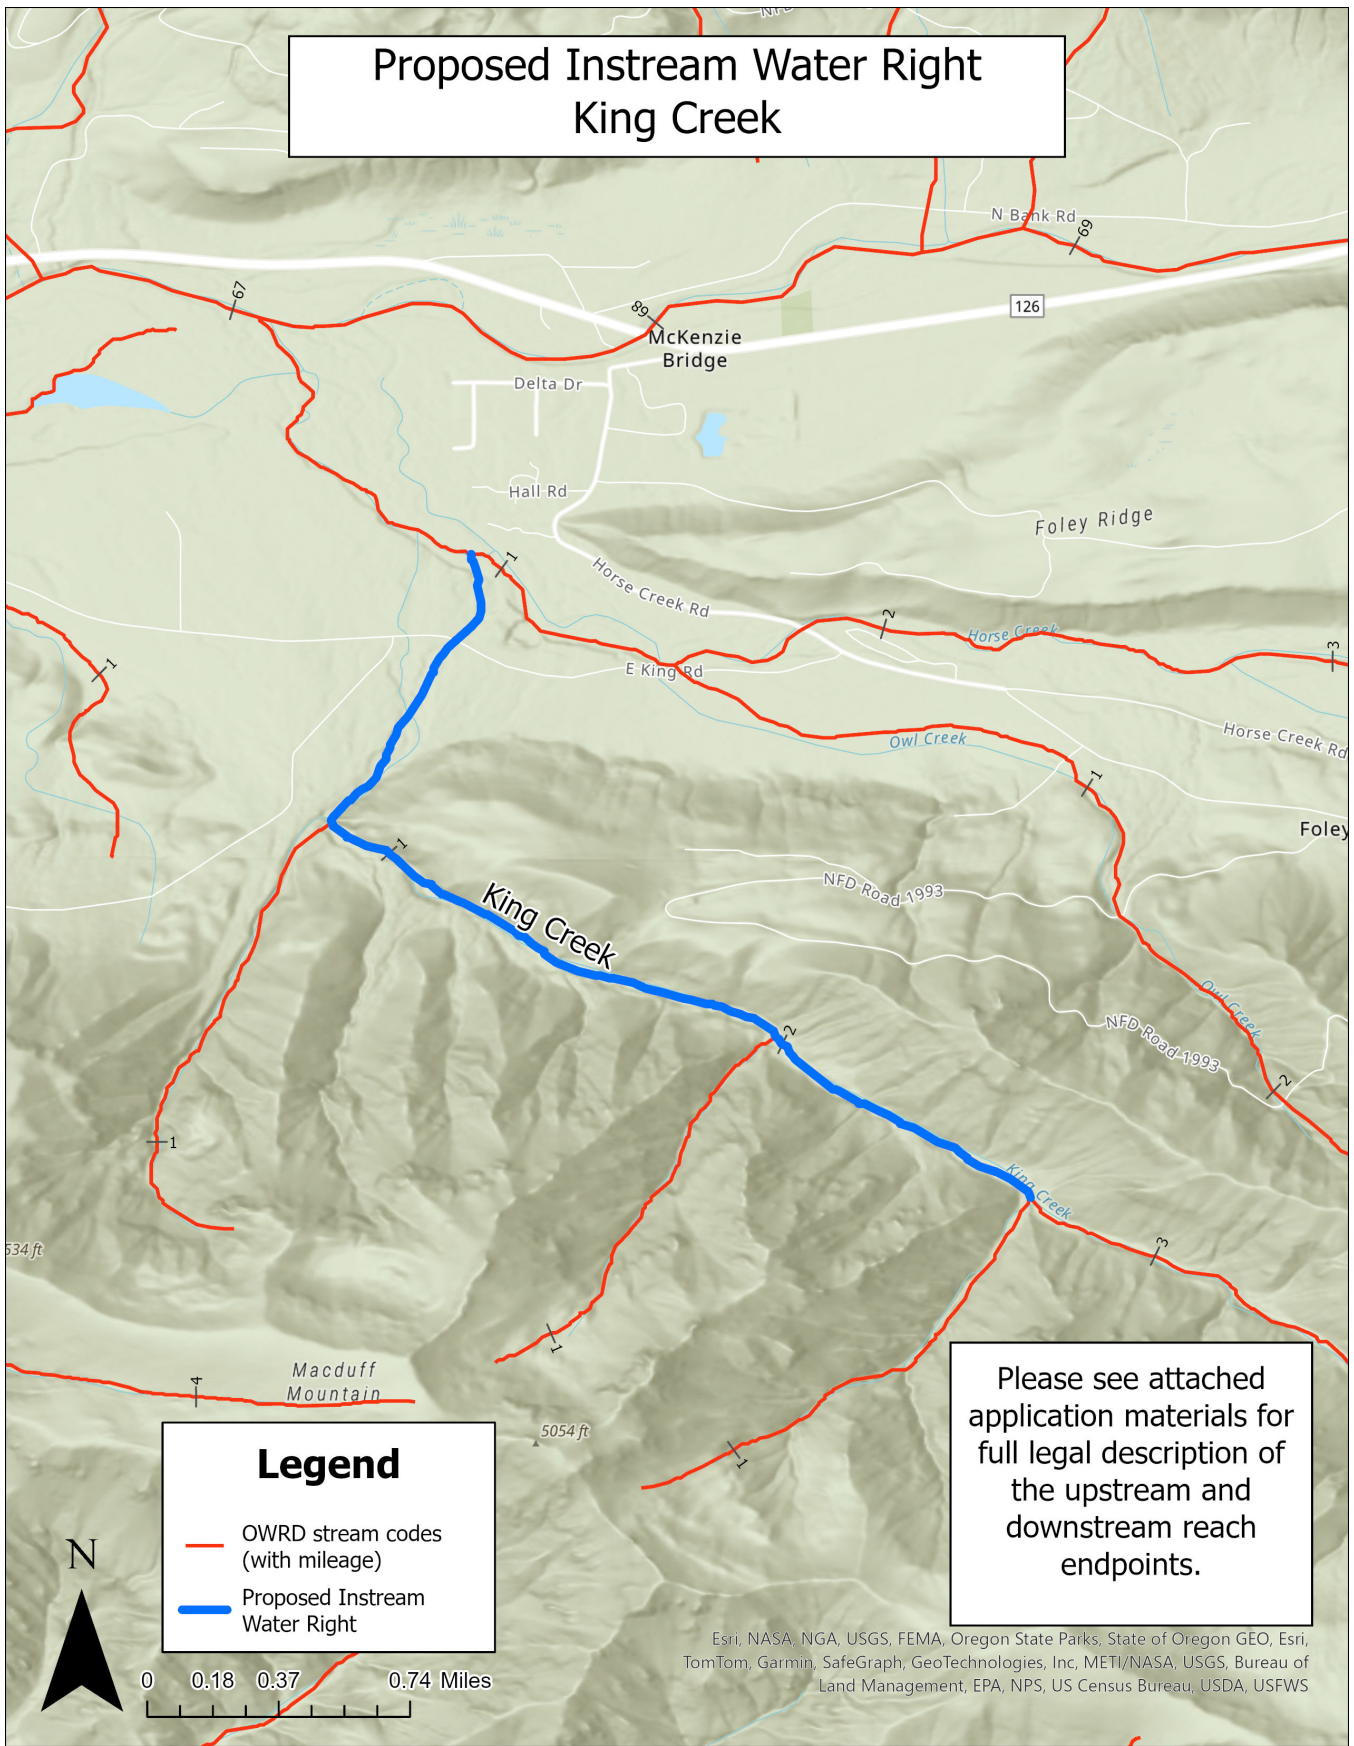 Proposed Instream Water Right
King Creek
N Bank Rd
69
67
68
126
McKenzie
Bridge
Delta Dr
Hall Rd
Foley Ridge
1
Horse Creek Rd
2
Horse Creek
3
1
E King Rd
Owl Creek
Horse Creek Rd
1
Foley
1
NFD Road 1993
King Creek
Owl Creek
NFD Road 1993
2
2
1
King Creek
3
534 ft
1
Macduff
Mountain
4
5054 ft
1
Please see attached
application materials for
full legal description of
the upstream and
downstream reach
endpoints.
Legend
OWRD stream codes
(with mileage)
Proposed Instream
Water Right
N
0 0.18 0.37 0.74 Miles
Esri, NASA, NGA, USGS, FEMA, Oregon State Parks, State of Oregon GEO, Esri,
TomTom, Garmin, SafeGraph, GeoTechnologies, Inc, METI/NASA, USGS, Bureau of
Land Management, EPA, NPS, US Census Bureau, USDA, USFWS